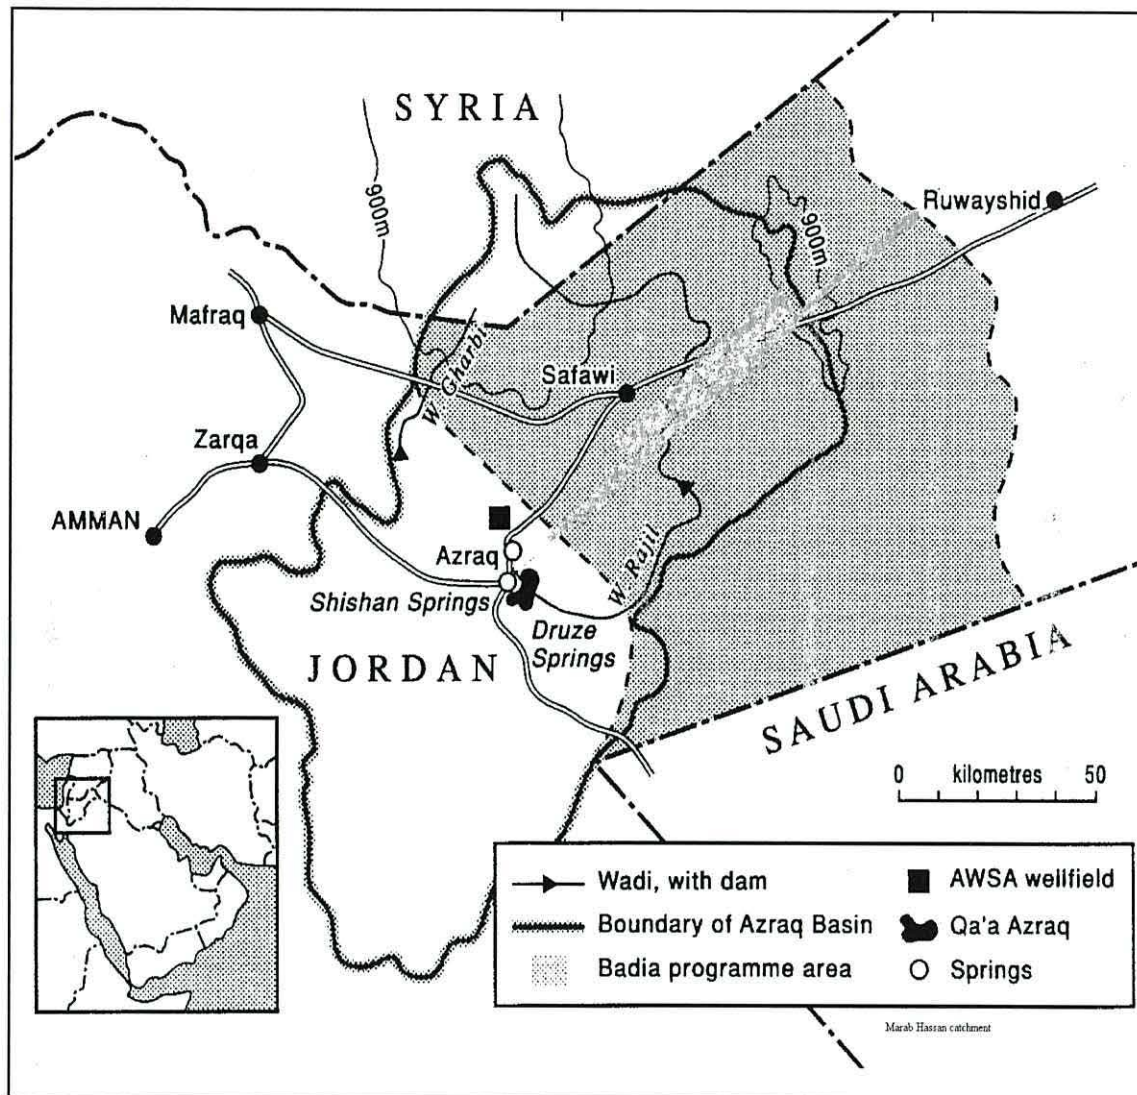 SYRIA
900m
900m
Ruwayshid
Mafraq
W. Gharbi
Safawi
Zarqa
AMMAN
Azraq
W. Rajil
Shishan Springs
Druze
Springs
JORDAN
SAUDI ARABIA
0 kilometres 50
Wadi, with dam
AWSA wellfield
Boundary of Azraq Basin
Qa'a Azraq
Badia programme area
Springs
Marab Hassan catchment